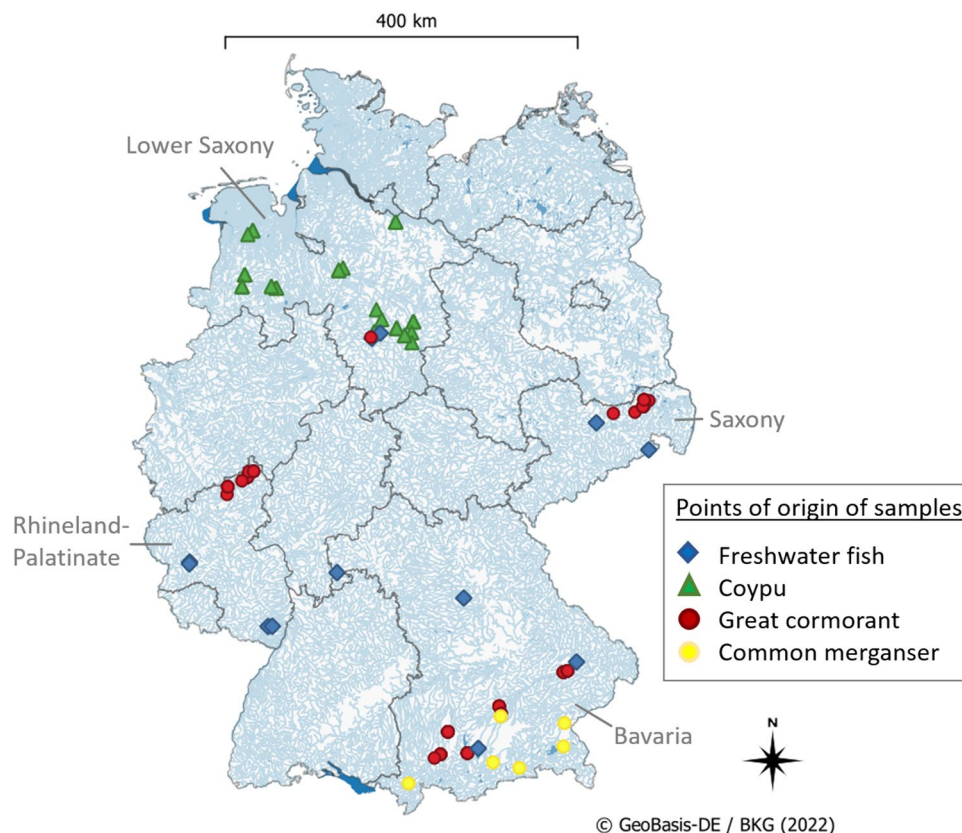 400 km
Lower Saxony
Saxony
Rhineland-
Palatinate
Points of origin of samples
Freshwater fish
Coypu
Great cormorant
Common merganser
Bavaria
N
© GeoBasis-DE / BKG (2022)